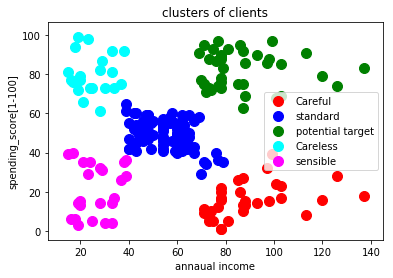 clusters of clients
spending_score[1-100]
100
80
60
40
20
0
Careful
standard
potential target
Careless
sensible
20 40 60 80 100 120 140
annaual income